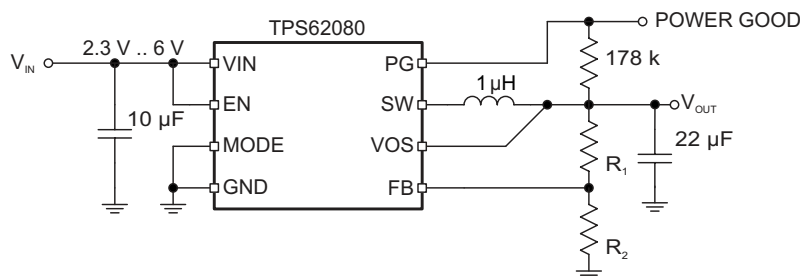 TPS62080
POWER GOOD
V_IN
2.3 V .. 6 V
VIN
PG
178 k
1 µH
EN
SW
V_OUT
10 µF
MODE
VOS
R_1
22 µF
GND
FB
R_2